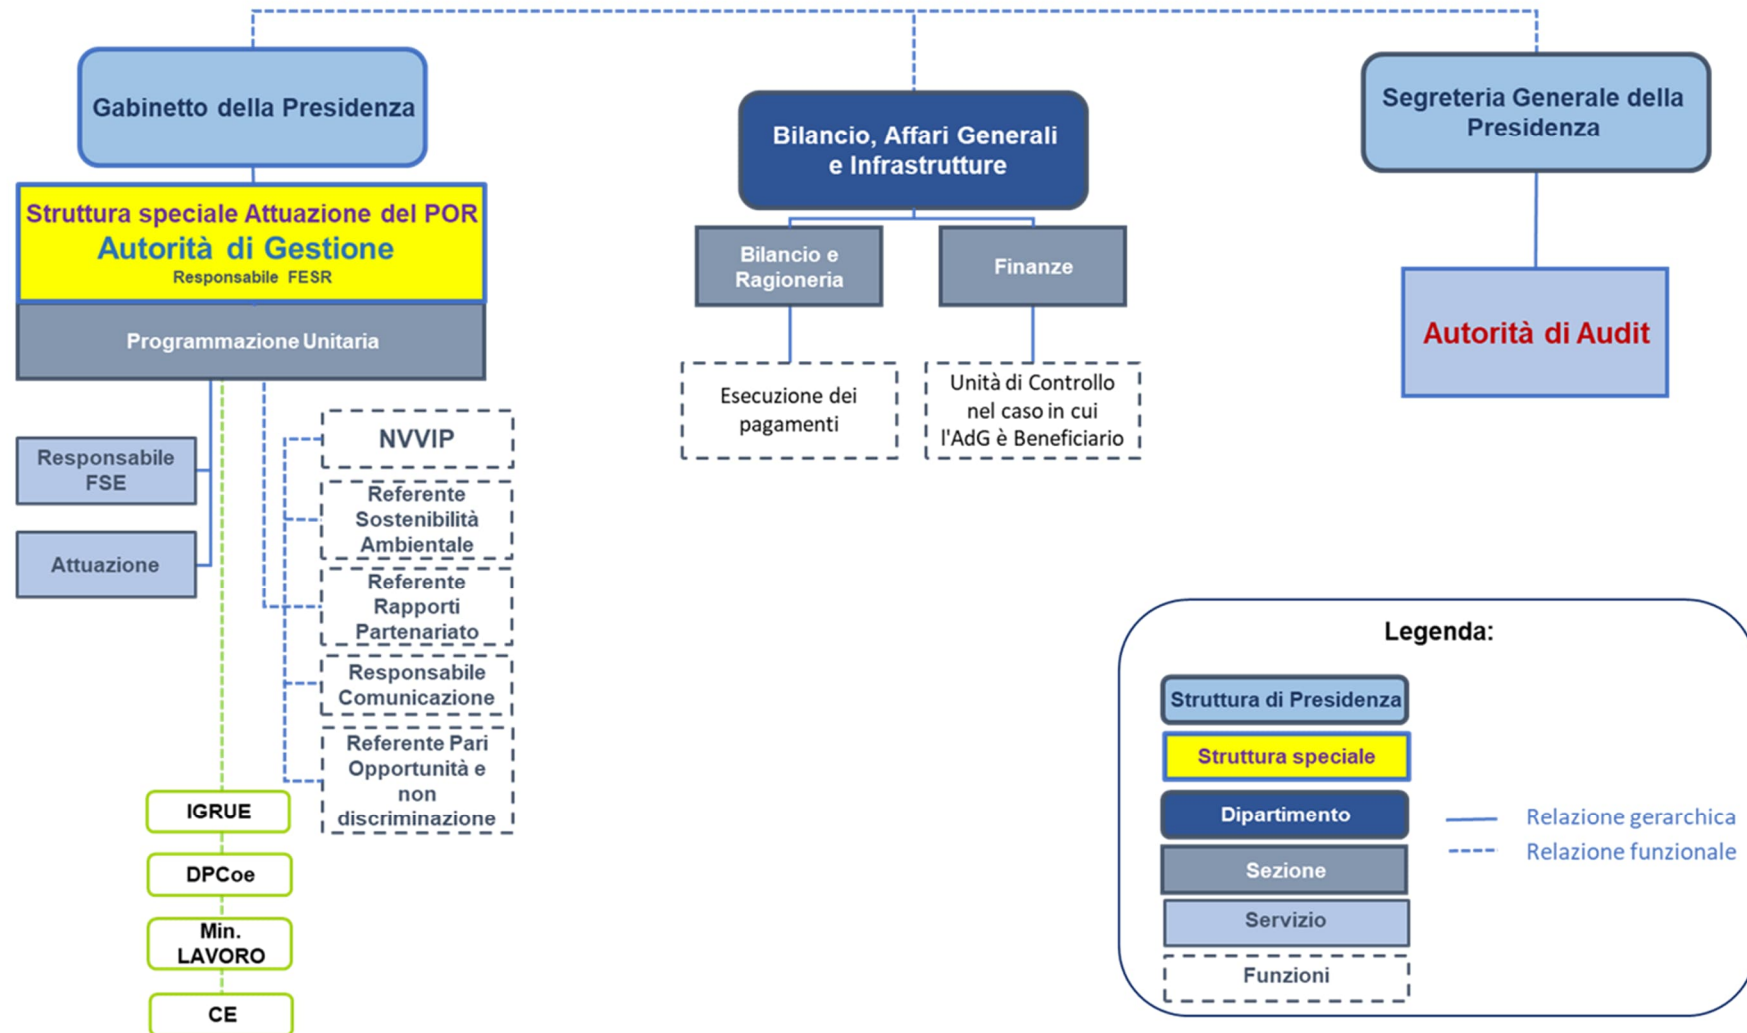 Gabinetto della Presidenza
Struttura speciale Attuazione del POR
Autorità di Gestione
Responsabile FESR
Programmazione Unitaria
Responsabile
FSE
Attuazione
NVVIP
Referente
Sostenibilità
Ambientale
Referente
Rapporti
Partenariato
Responsabile
Comunicazione
Referente Pari
Opportunità e
non
discriminazione
IGRUE
DPCoe
Min.
LAVORO
CE
Bilancio, Affari Generali
e Infrastrutture
Bilancio e
Ragioneria
Finanze
Esecuzione dei
pagamenti
Unità di Controllo
nel caso in cui
l'AdG è Beneficiario
Segreteria Generale della
Presidenza
Autorità di Audit
Legenda:
Struttura di Presidenza
Struttura speciale
Dipartimento
Sezione
Servizio
Funzioni
Relazione gerarchica
Relazione funzionale